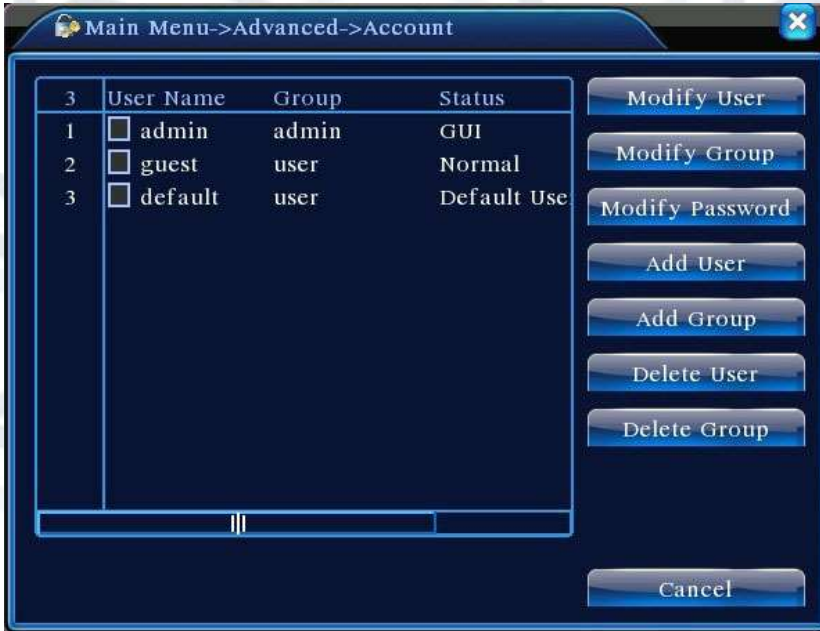 Main Menu->Advanced->Account
3 User Name Group Status
1 admin admin GUI
2 guest user Normal
3 default user Default Use
Modify User
Modify Group
Modify Password
Add User
Add Group
Delete User
Delete Group
Cancel